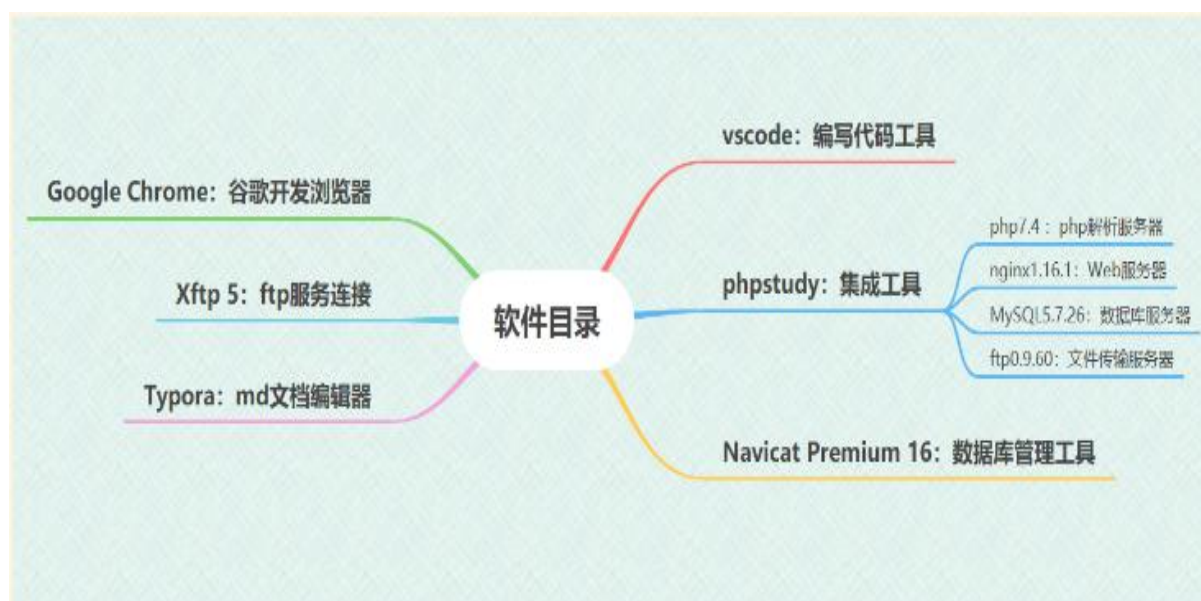 vscode：编写代码工具
Google Chrome：谷歌开发浏览器
php7.4：php解析服务器
nginx1.16.1：Web服务器
Xftp 5：ftp服务连接
phpstudy：集成工具
软件目录
MySQL5.7.26：数据库服务器
ftp0.9.60：文件传输服务器
Typora：md文档编辑器
Navicat Premium 16：数据库管理工具